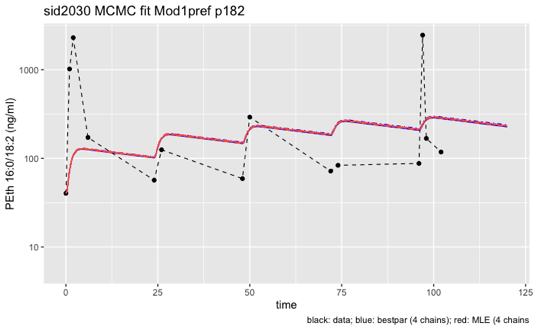 sid2030 MCMC fit Mod1pref p182
PEth 16:0/18:2 (ng/ml)
1000
100
10
0
25
50
75
100
125
time
black: data; blue: bestpar (4 chains); red: MLE (4 chains